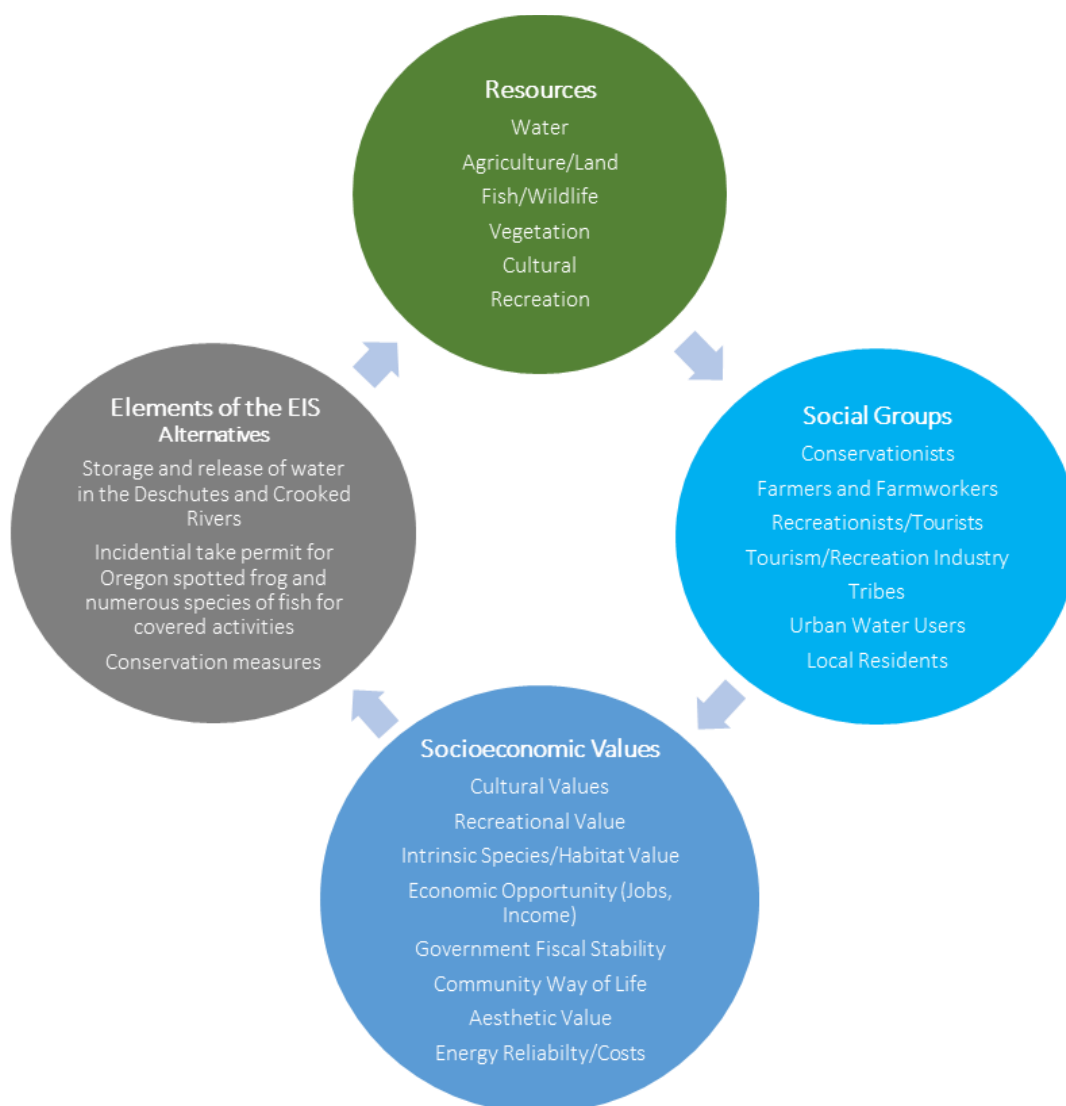 Resources
Water
Agriculture/Land
Fish/Wildlife
Vegetation
Cultural
Recreation
Elements of the EIS
Alternatives
Storage and release of water
in the Deschutes and Crooked
Rivers
Incidential take permit for
Oregon spotted frog and
numerous species of fish for
covered activities
Conservation measures
Social Groups
Conservationists
Farmers and Farmworkers
Recreationists/Tourists
Tourism/Recreation Industry
Tribes
Urban Water Users
Local Residents
Socioeconomic Values
Cultural Values
Recreational Value
Intrinsic Species/Habitat Value
Economic Opportunity (Jobs,
Income)
Government Fiscal Stability
Community Way of Life
Aesthetic Value
Energy Reliabilty/Costs